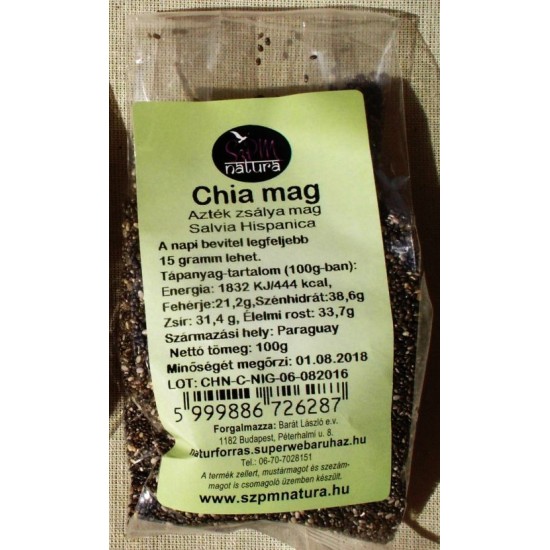 SzPM
natura
Chia mag
Azték zsálya mag
Salvia Hispanica
A napi bevitel legfeljebb
15 gramm lehet.
Tápanyag-tartalom (100g-ban):
Energia: 1832 KJ/444 kcal,
Fehérje:21,2g,Szénhidrát:38,6g
Zsír: 31,4 g, Élelmi rost: 33,7g
Származási hely: Paraguay
Nettó tömeg: 100g
Minőségét megőrzi: 01.08.2018
LOT: CHN-C-NIG-06-082016
5 999886 726287
Forgalmazza: Barát László e.v.
1182 Budapest, Péterhalmi u. 8.
naturforras.superwebaruhaz.hu
Tel.: 06-70-7028151
A termék zellert, mustármagot és szezám-
magot is csomagoló üzemben készült.
www.szpmnatura.hu